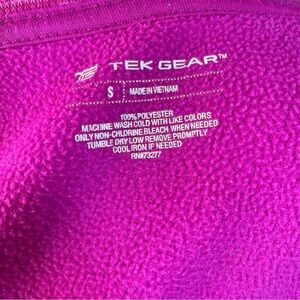 TEK GEAR™
S MADE IN VIETNAM
100% POLYESTER
MACHINE WASH COLD WITH LIKE COLORS
ONLY NON-CHLORINE BLEACH WHEN NEEDED
TUMBLE DRY LOW REMOVE PROMPTLY
COOL IRON IF NEEDED
RN#73277